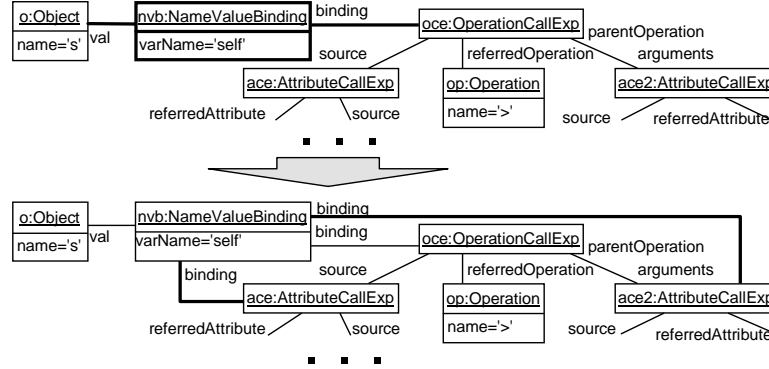 binding
o:Object
nvb:NameValueBinding
oce:OperationCallExp
name='s'
val
varName='self'
source
referredOperation
parentOperation
arguments
ace:AttributeCallExp
op:Operation
ace2:AttributeCallExp
referredAttribute
source
name='>'
source
referredAttribute
. . .
o:Object
nvb:NameValueBinding
binding
name='s'
val
varName='self'
binding
oce:OperationCallExp
parentOperation
binding
source
referredOperation
arguments
ace:AttributeCallExp
op:Operation
ace2:AttributeCallExp
referredAttribute
source
name='>'
source
referredAttribute
. . .